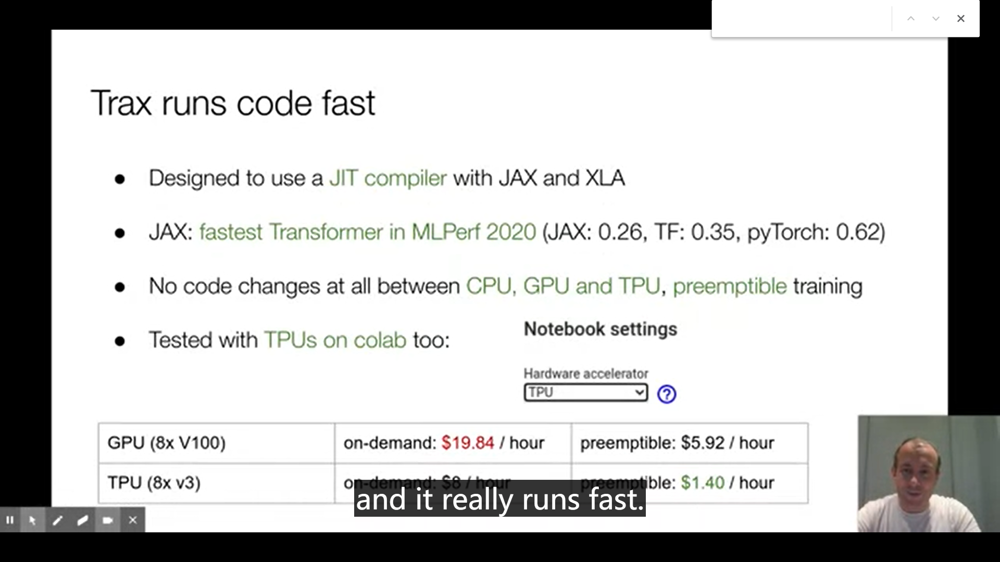 Trax runs code fast
● Designed to use a JIT compiler with JAX and XLA
● JAX: fastest Transformer in MLPerf 2020 (JAX: 0.26, TF: 0.35, pyTorch: 0.62)
● No code changes at all between CPU, GPU and TPU, preemptible training
● Tested with TPUs on colab too:
Notebook settings
Hardware accelerator
TPU
?
GPU (8x V100) on-demand: $19.84 / hour preemptible: $5.92 / hour
TPU (8x v3) on-demand: $8 / hour preemptible: $1.40 / hour
and it really runs fast.